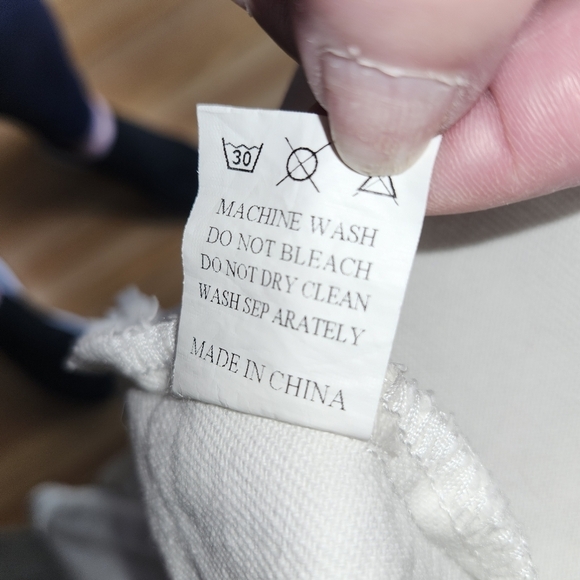 30
MACHINE WASH
DO NOT BLEACH
DO NOT DRY CLEAN
WASH SEP ARATELY
MADE IN CHINA